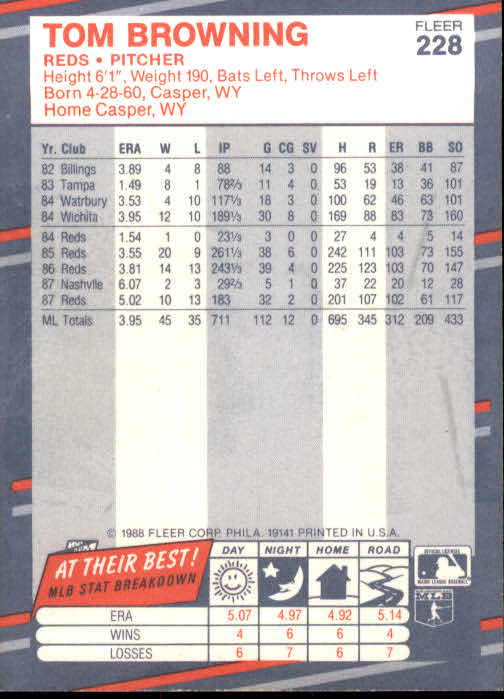 TOM BROWNING
FLEER
228
REDS • PITCHER
Height 6'1", Weight 190, Bats Left, Throws Left
Born 4-28-60, Casper, WY
Home Casper, WY
Yr. Club ERA W L IP G CG SV H R ER BB SO
82 Billings 3.89 4 8 88 14 3 0 96 53 38 41 87
83 Tampa 1.49 8 1 78⅔ 11 4 0 53 19 13 36 101
84 Watrbury 3.53 4 10 117⅓ 18 3 0 100 62 46 63 101
84 Wichita 3.95 12 10 189⅓ 30 8 0 169 88 83 73 160
84 Reds 1.54 1 0 23⅓ 3 0 0 27 4 4 5 14
85 Reds 3.55 20 9 261⅓ 38 6 0 242 111 103 73 155
86 Reds 3.81 14 13 243⅓ 39 4 0 225 123 103 70 147
87 Nashvlle 6.07 2 3 29⅔ 5 1 0 37 22 20 12 28
87 Reds 5.02 10 13 183 32 2 0 201 107 102 61 117
ML Totals 3.95 45 35 711 112 12 0 695 345 312 209 433
© 1988 FLEER CORP. PHILA. 19141 PRINTED IN U.S.A.
AT THEIR BEST!
MLB STAT BREAKDOWN
DAY NIGHT HOME ROAD
ERA 5.07 4.97 4.92 5.14
WINS 4 6 6 4
LOSSES 6 7 6 7
OFFICIAL LICENSEE
MAJOR LEAGUE BASEBALL
MLB